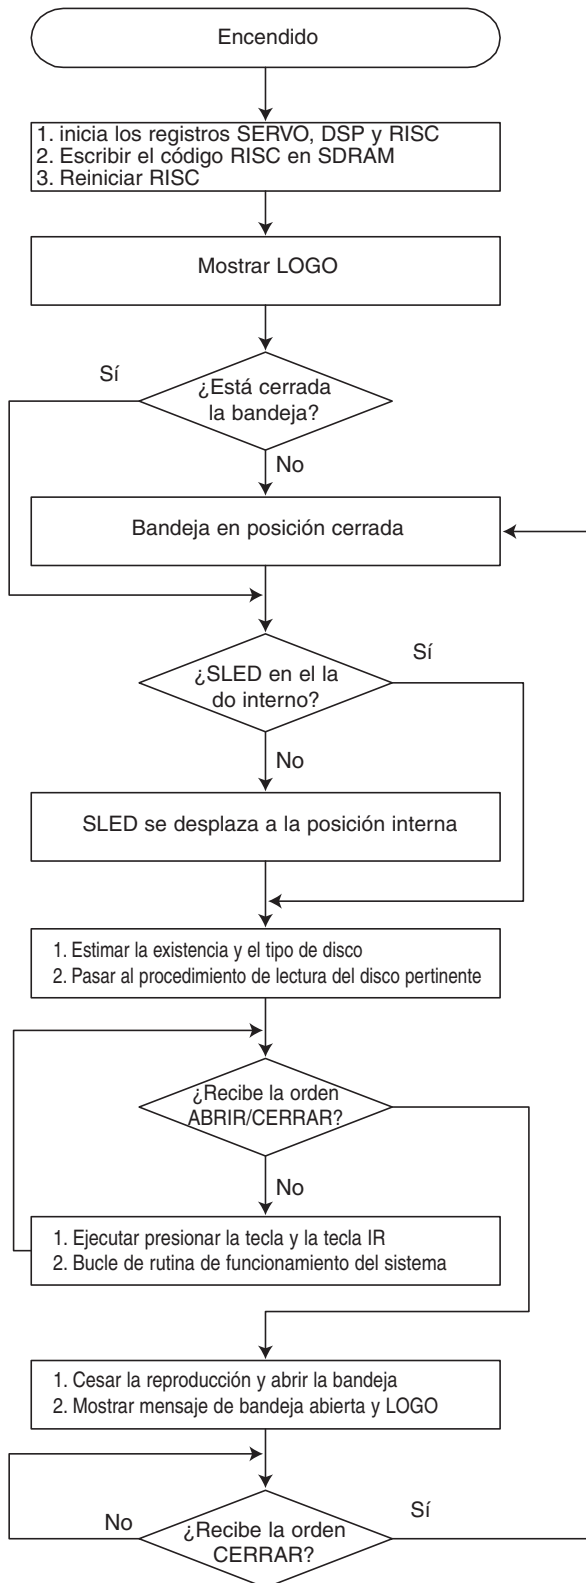 Encendido
1. inicia los registros SERVO, DSP y RISC
2. Escribir el código RISC en SDRAM
3. Reiniciar RISC
Mostrar LOGO
Sí
¿Está cerrada
la bandeja?
No
Bandeja en posición cerrada
Sí
¿SLED en el la
do interno?
No
SLED se desplaza a la posición interna
1. Estimar la existencia y el tipo de disco
2. Pasar al procedimiento de lectura del disco pertinente
¿Recibe la orden
ABRIR/CERRAR?
No
1. Ejecutar presionar la tecla y la tecla IR
2. Bucle de rutina de funcionamiento del sistema
1. Cesar la reproducción y abrir la bandeja
2. Mostrar mensaje de bandeja abierta y LOGO
No
¿Recibe la orden
CERRAR?
Sí